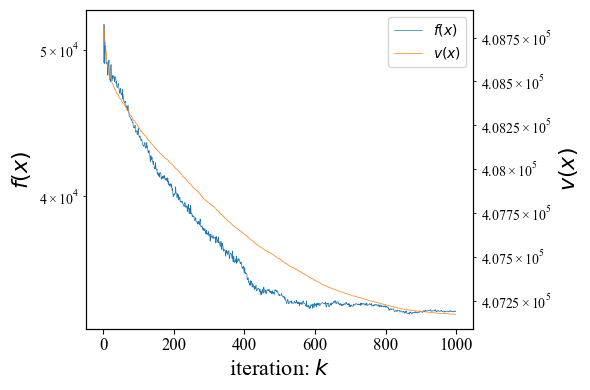 f(x)
v(x)
5 × 10^4
4 × 10^4
f(x)
4.0875 × 10^5
4.085 × 10^5
4.0825 × 10^5
4.08 × 10^5
4.0775 × 10^5
4.075 × 10^5
4.0725 × 10^5
v(x)
0 200 400 600 800 1000
iteration: k